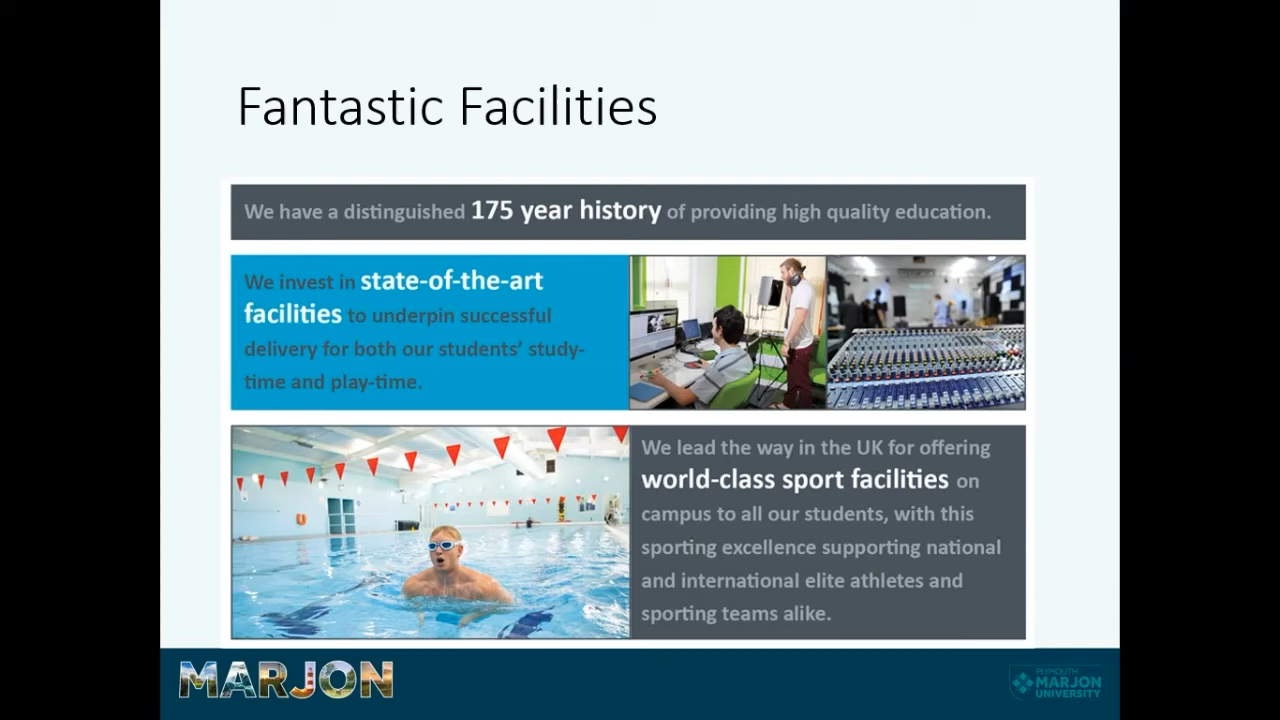 Fantastic Facilities
We have a distinguished 175 year history of providing high quality education.
We invest in state-of-the-art
facilities to underpin successful
delivery for both our students' study-
time and play-time.
We lead the way in the UK for offering
world-class sport facilities on
campus to all our students, with this
sporting excellence supporting national
and international elite athletes and
sporting teams alike.
MARJON
PLYMOUTH
MARJON
UNIVERSITY